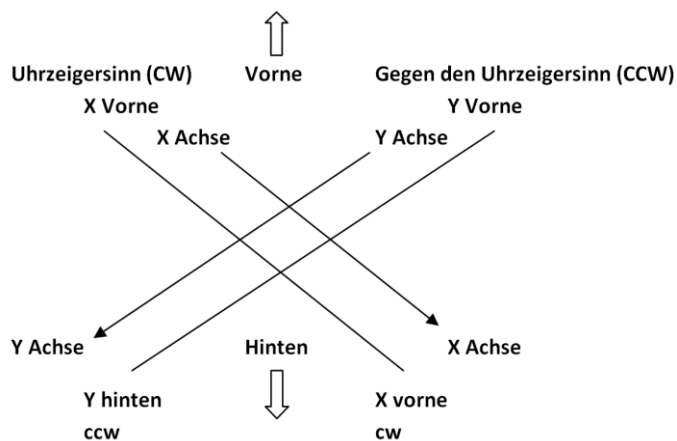 Uhrzeigersinn (CW) Vorne Gegen den Uhrzeigersinn (CCW)
X Vorne Y Vorne
X Achse Y Achse
Y Achse Hinten X Achse
Y hinten X vorne
ccw cw